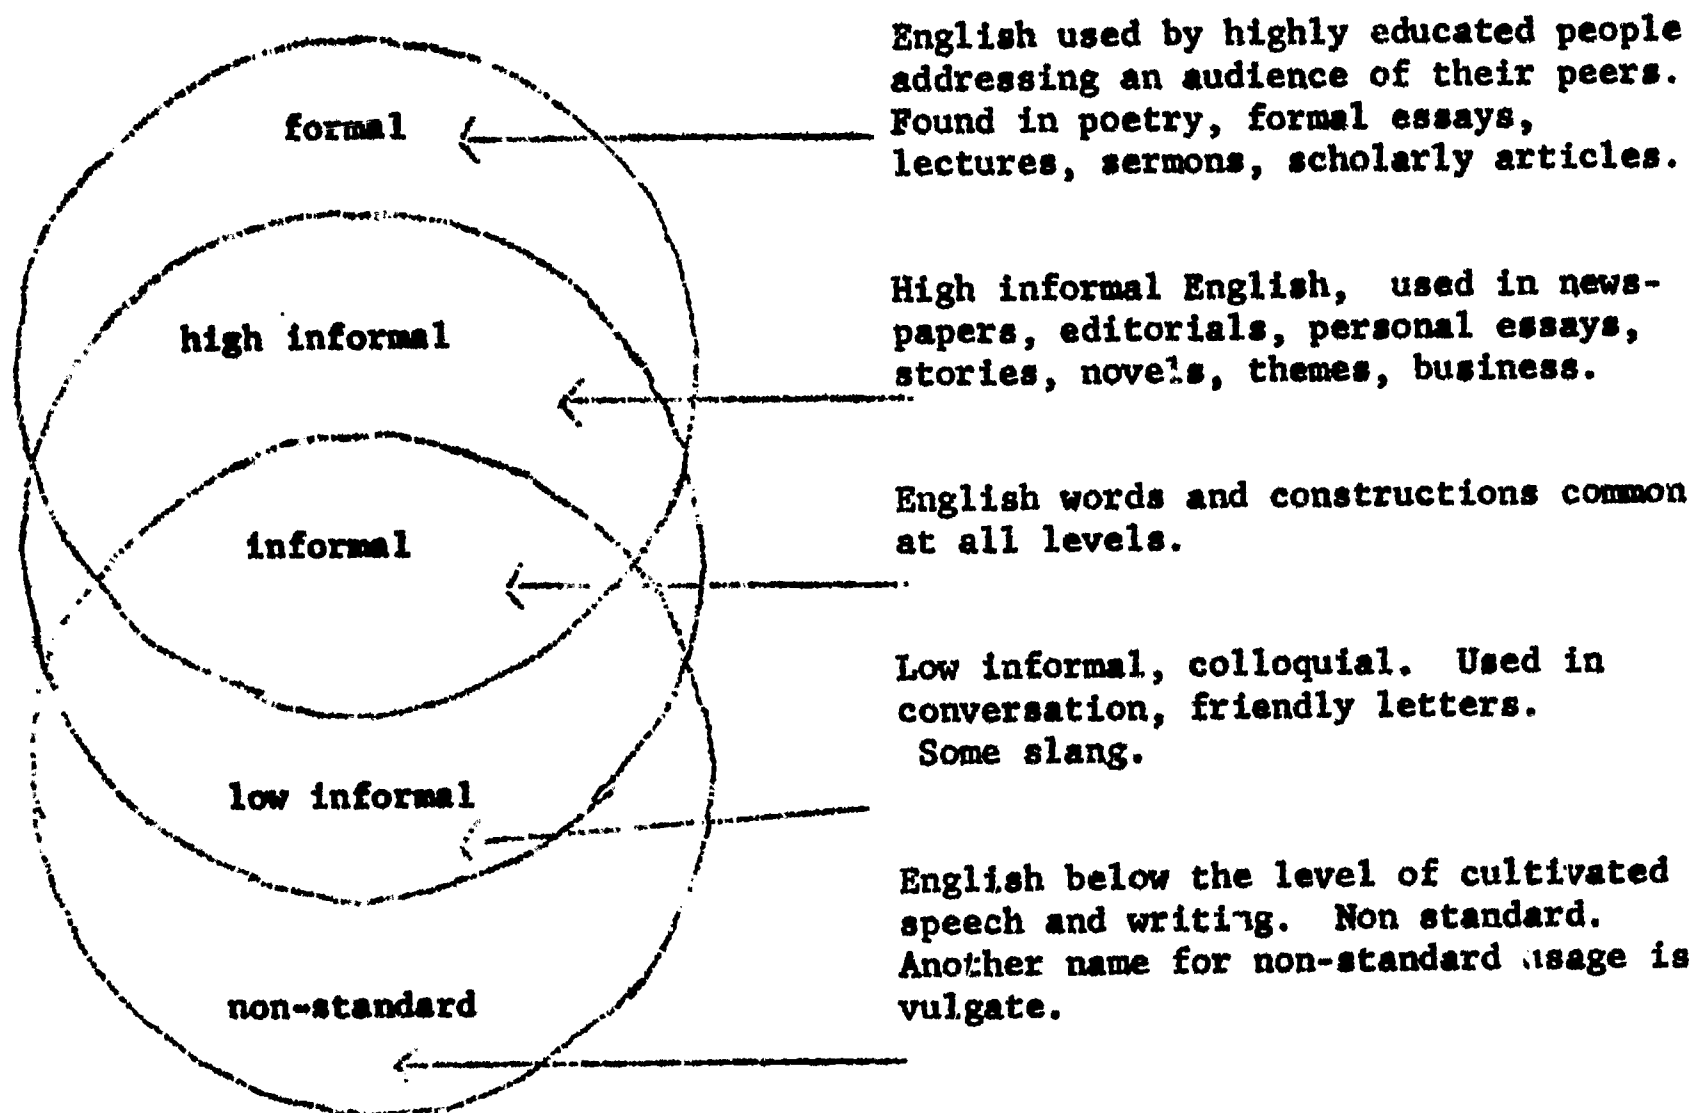 formal
English used by highly educated people
addressing an audience of their peers.
Found in poetry, formal essays,
lectures, sermons, scholarly articles.
high informal
High informal English, used in news-
papers, editorials, personal essays,
stories, novels, themes, business.
informal
English words and constructions common
at all levels.
low informal
Low informal, colloquial. Used in
conversation, friendly letters.
Some slang.
non-standard
English below the level of cultivated
speech and writing. Non standard.
Another name for non-standard usage is
vulgate.